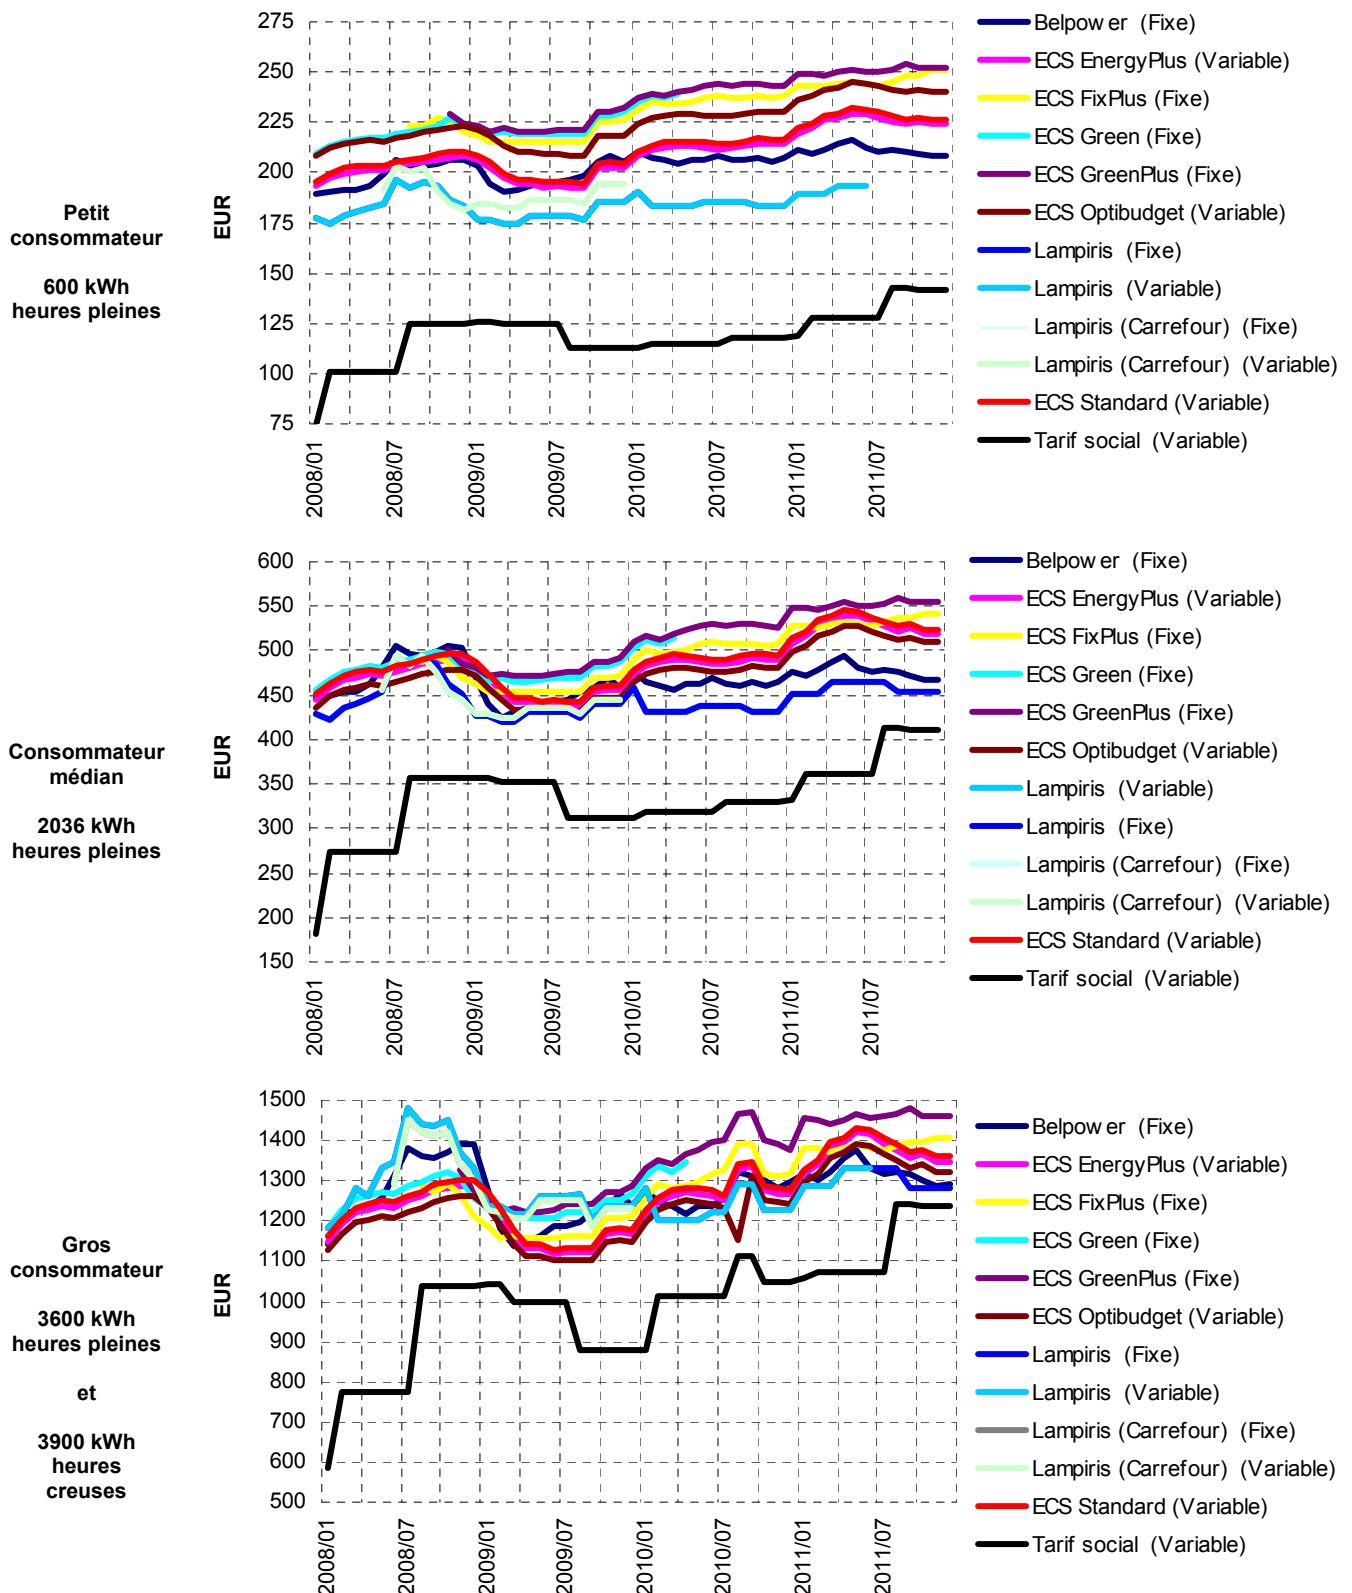 Petit
consommateur
600 kWh
heures pleines
EUR
275
250
225
200
175
150
125
100
75
2008/01
2008/07
2009/01
2009/07
2010/01
2010/07
2011/01
2011/07
Belpower (Fixe)
ECS EnergyPlus (Variable)
ECS FixPlus (Fixe)
ECS Green (Fixe)
ECS GreenPlus (Fixe)
ECS Optibudget (Variable)
Lampiris (Fixe)
Lampiris (Variable)
Lampiris (Carrefour) (Fixe)
Lampiris (Carrefour) (Variable)
ECS Standard (Variable)
Tarif social (Variable)
Consommateur
médian
2036 kWh
heures pleines
EUR
600
550
500
450
400
350
300
250
200
150
2008/01
2008/07
2009/01
2009/07
2010/01
2010/07
2011/01
2011/07
Belpower (Fixe)
ECS EnergyPlus (Variable)
ECS FixPlus (Fixe)
ECS Green (Fixe)
ECS GreenPlus (Fixe)
ECS Optibudget (Variable)
Lampiris (Variable)
Lampiris (Fixe)
Lampiris (Carrefour) (Fixe)
Lampiris (Carrefour) (Variable)
ECS Standard (Variable)
Tarif social (Variable)
Gros
consommateur
3600 kWh
heures pleines
et
3900 kWh
heures
creuses
EUR
1500
1400
1300
1200
1100
1000
900
800
700
600
500
2008/01
2008/07
2009/01
2009/07
2010/01
2010/07
2011/01
2011/07
Belpower (Fixe)
ECS EnergyPlus (Variable)
ECS FixPlus (Fixe)
ECS Green (Fixe)
ECS GreenPlus (Fixe)
ECS Optibudget (Variable)
Lampiris (Fixe)
Lampiris (Variable)
Lampiris (Carrefour) (Fixe)
Lampiris (Carrefour) (Variable)
ECS Standard (Variable)
Tarif social (Variable)